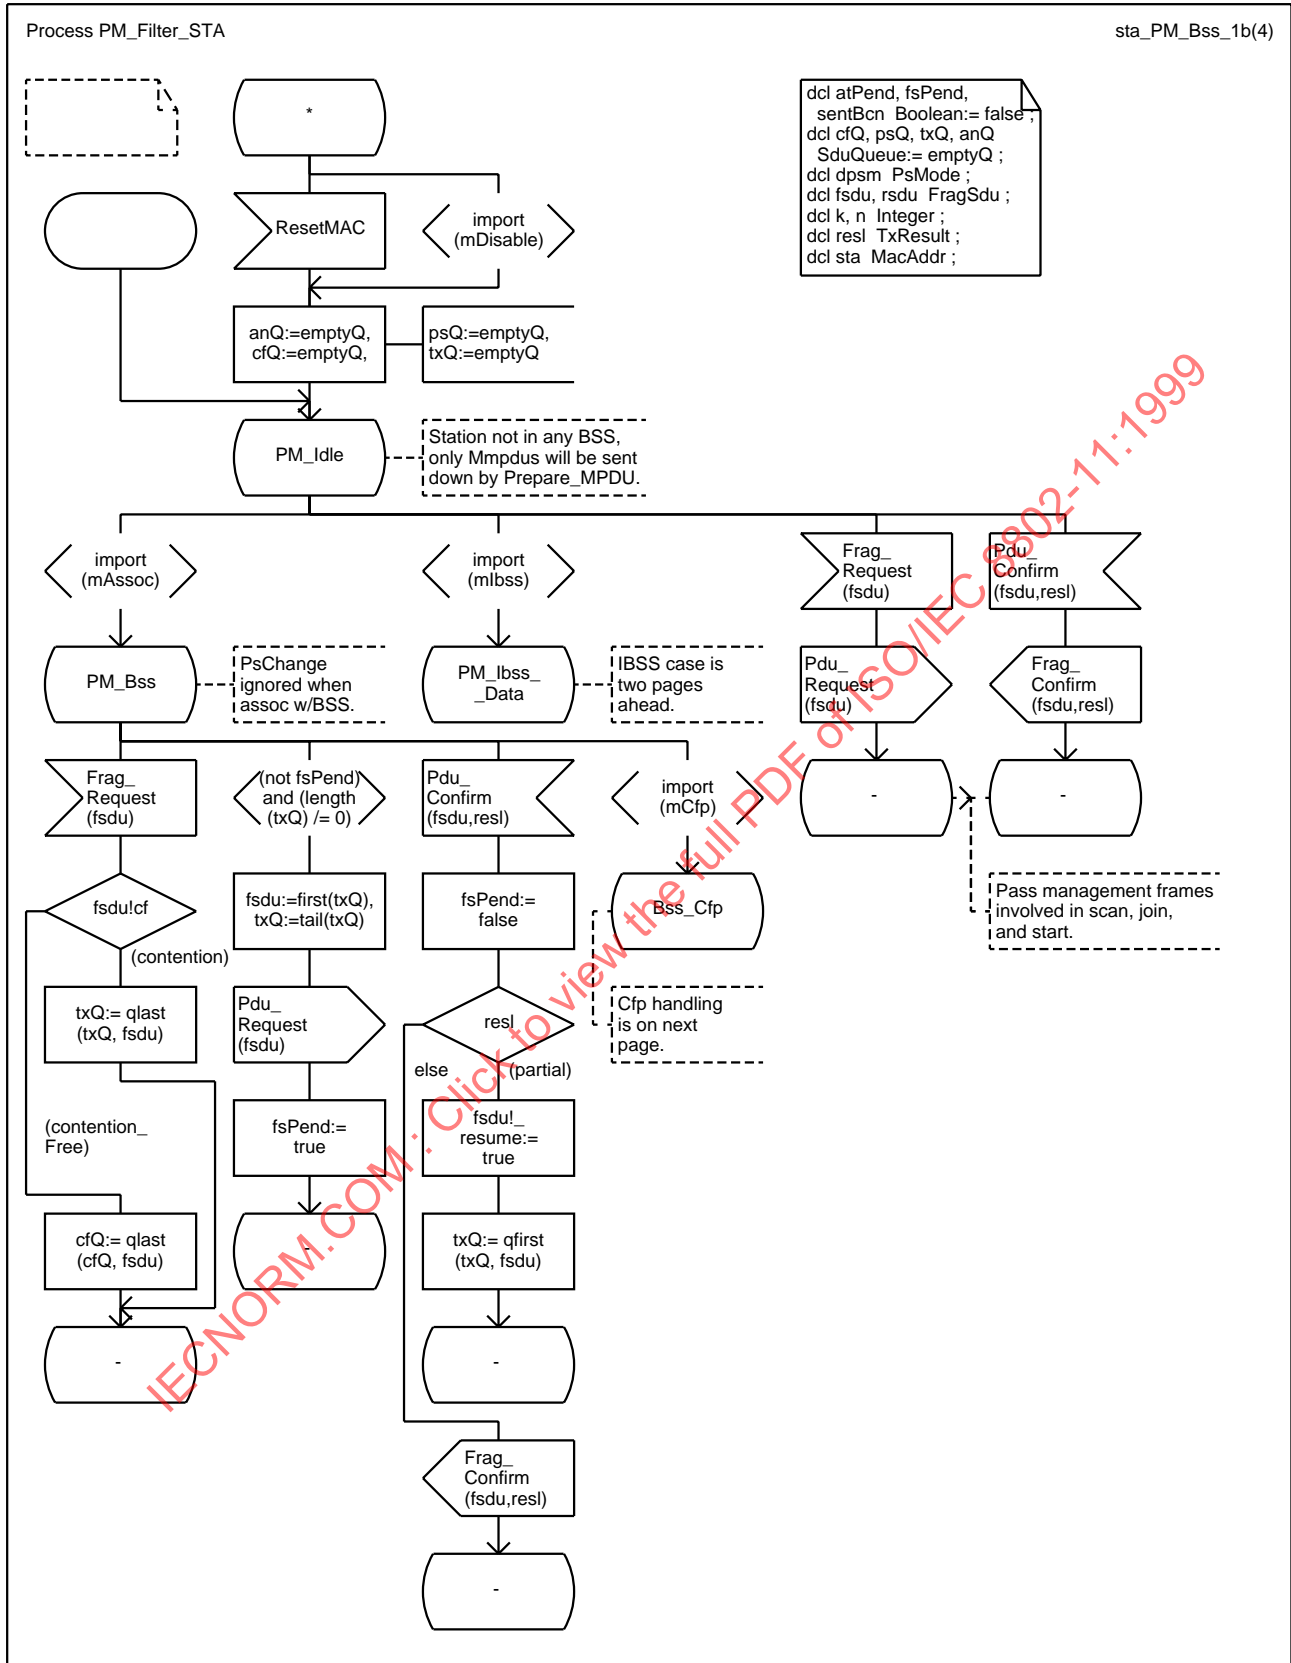 Process PM_Filter_STA
sta_PM_Bss_1b(4)
*
dcl atPend, fsPend,
sentBcn Boolean:= false ;
dcl cfQ, psQ, txQ, anQ
SduQueue:= emptyQ ;
dcl dpsm PsMode ;
dcl fsdu, rsdu FragSdu ;
dcl k, n Integer ;
dcl resl TxResult ;
dcl sta MacAddr ;
ResetMAC
import
(mDisable)
anQ:=emptyQ,
cfQ:=emptyQ,
psQ:=emptyQ,
txQ:=emptyQ
PM_Idle
Station not in any BSS,
only Mmpdus will be sent
down by Prepare_MPDU.
import
(mAssoc)
import
(mIbss)
Frag_
Request
(fsdu)
Pdu_
Confirm
(fsdu,resl)
PM_Bss
PsChange
ignored when
assoc w/BSS.
PM_Ibss_
_Data
IBSS case is
two pages
ahead.
Pdu_
Request
(fsdu)
Frag_
Confirm
(fsdu,resl)
Frag_
Request
(fsdu)
(not fsPend)
and (length
(txQ) /= 0)
Pdu_
Confirm
(fsdu,resl)
import
(mCfp)
-
-
fsdu!cf
fsdu:=first(txQ),
txQ:=tail(txQ)
fsPend:=
false
Bss_Cfp
Pass management frames
involved in scan, join,
and start.
(contention)
txQ:= qlast
(txQ, fsdu)
Pdu_
Request
(fsdu)
resl
Cfp handling
is on next
page.
else
(partial)
(contention_
Free)
fsPend:=
true
fsdu!_
resume:=
true
cfQ:= qlast
(cfQ, fsdu)
-
txQ:= qfirst
(txQ, fsdu)
-
-
Frag_
Confirm
(fsdu,resl)
-
IECNORM.COM : Click to view the full PDF of ISO/IEC 8802-11:1999